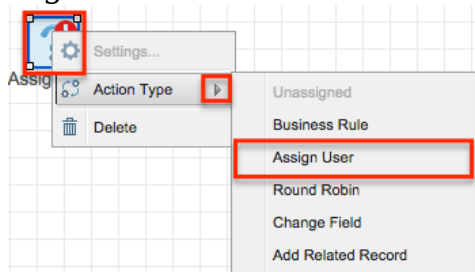 Settings...
Assig
Action Type
Unassigned
Delete
Business Rule
Assign User
Round Robin
Change Field
Add Related Record